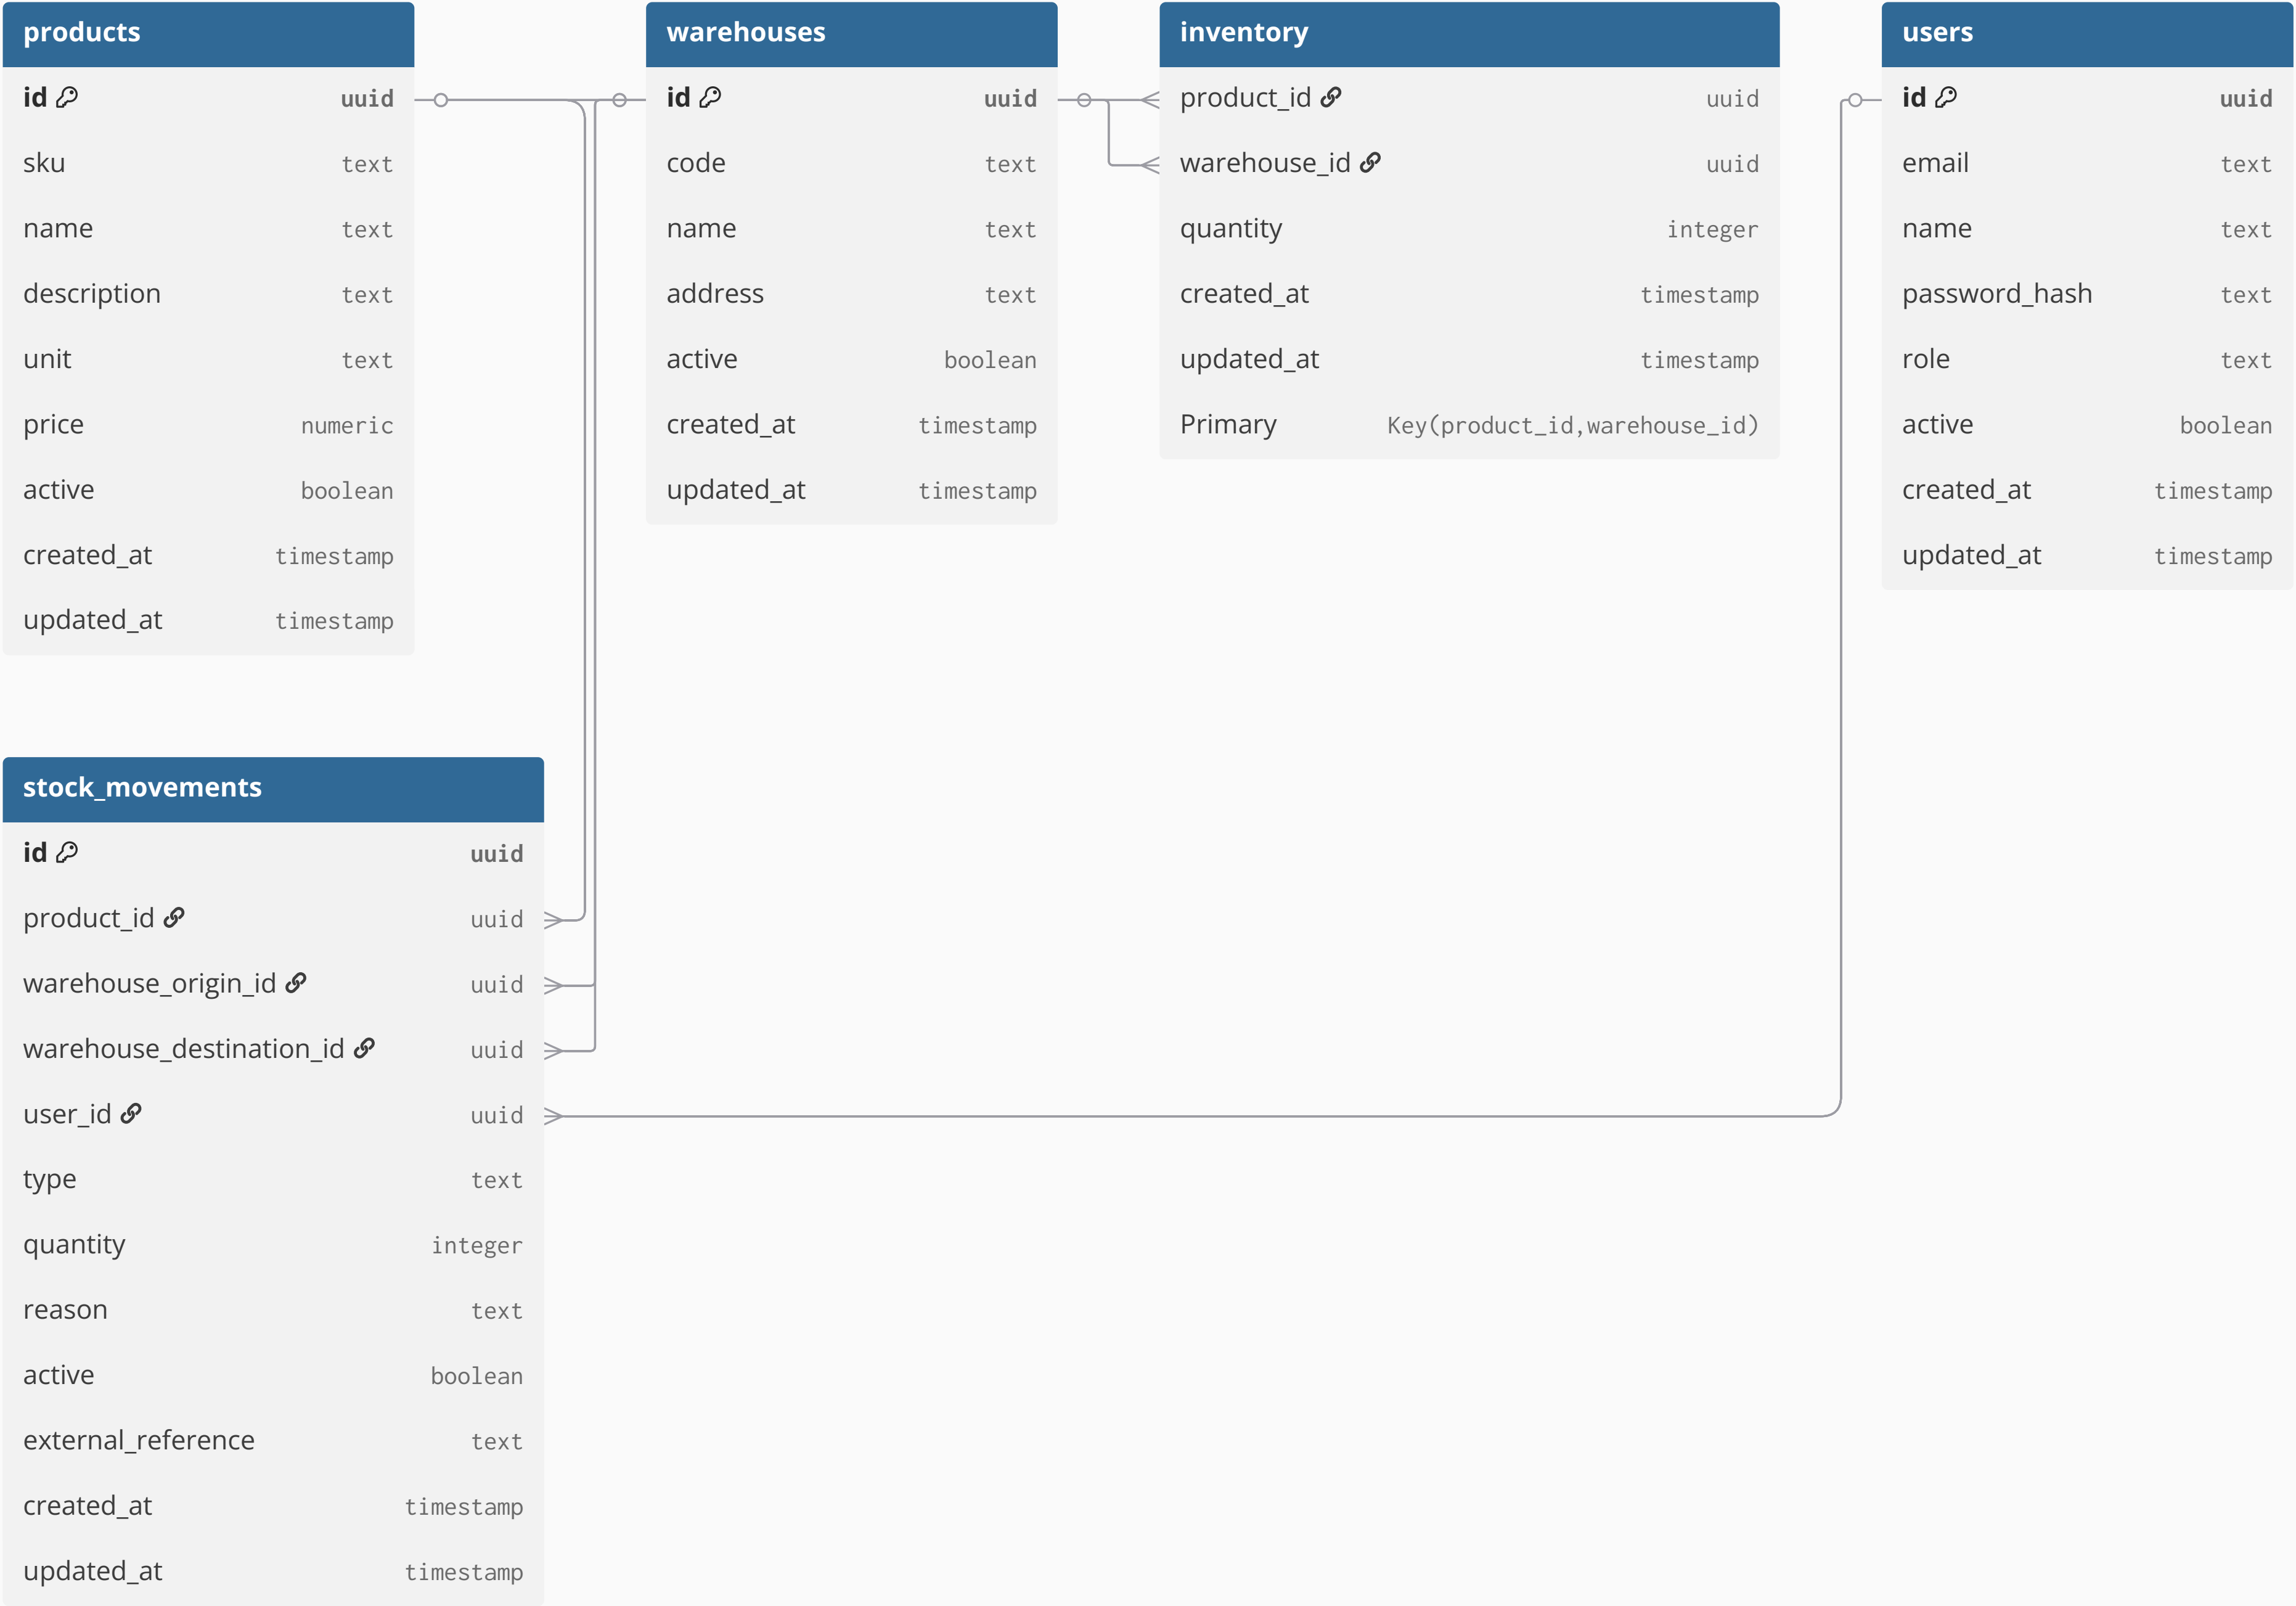 products
id uuid
sku text
name text
description text
unit text
price numeric
active boolean
created_at timestamp
updated_at timestamp
warehouses
id uuid
code text
name text
address text
active boolean
created_at timestamp
updated_at timestamp
inventory
product_id uuid
warehouse_id uuid
quantity integer
created_at timestamp
updated_at timestamp
Primary Key(product_id,warehouse_id)
users
id uuid
email text
name text
password_hash text
role text
active boolean
created_at timestamp
updated_at timestamp
stock_movements
id uuid
product_id uuid
warehouse_origin_id uuid
warehouse_destination_id uuid
user_id uuid
type text
quantity integer
reason text
active boolean
external_reference text
created_at timestamp
updated_at timestamp